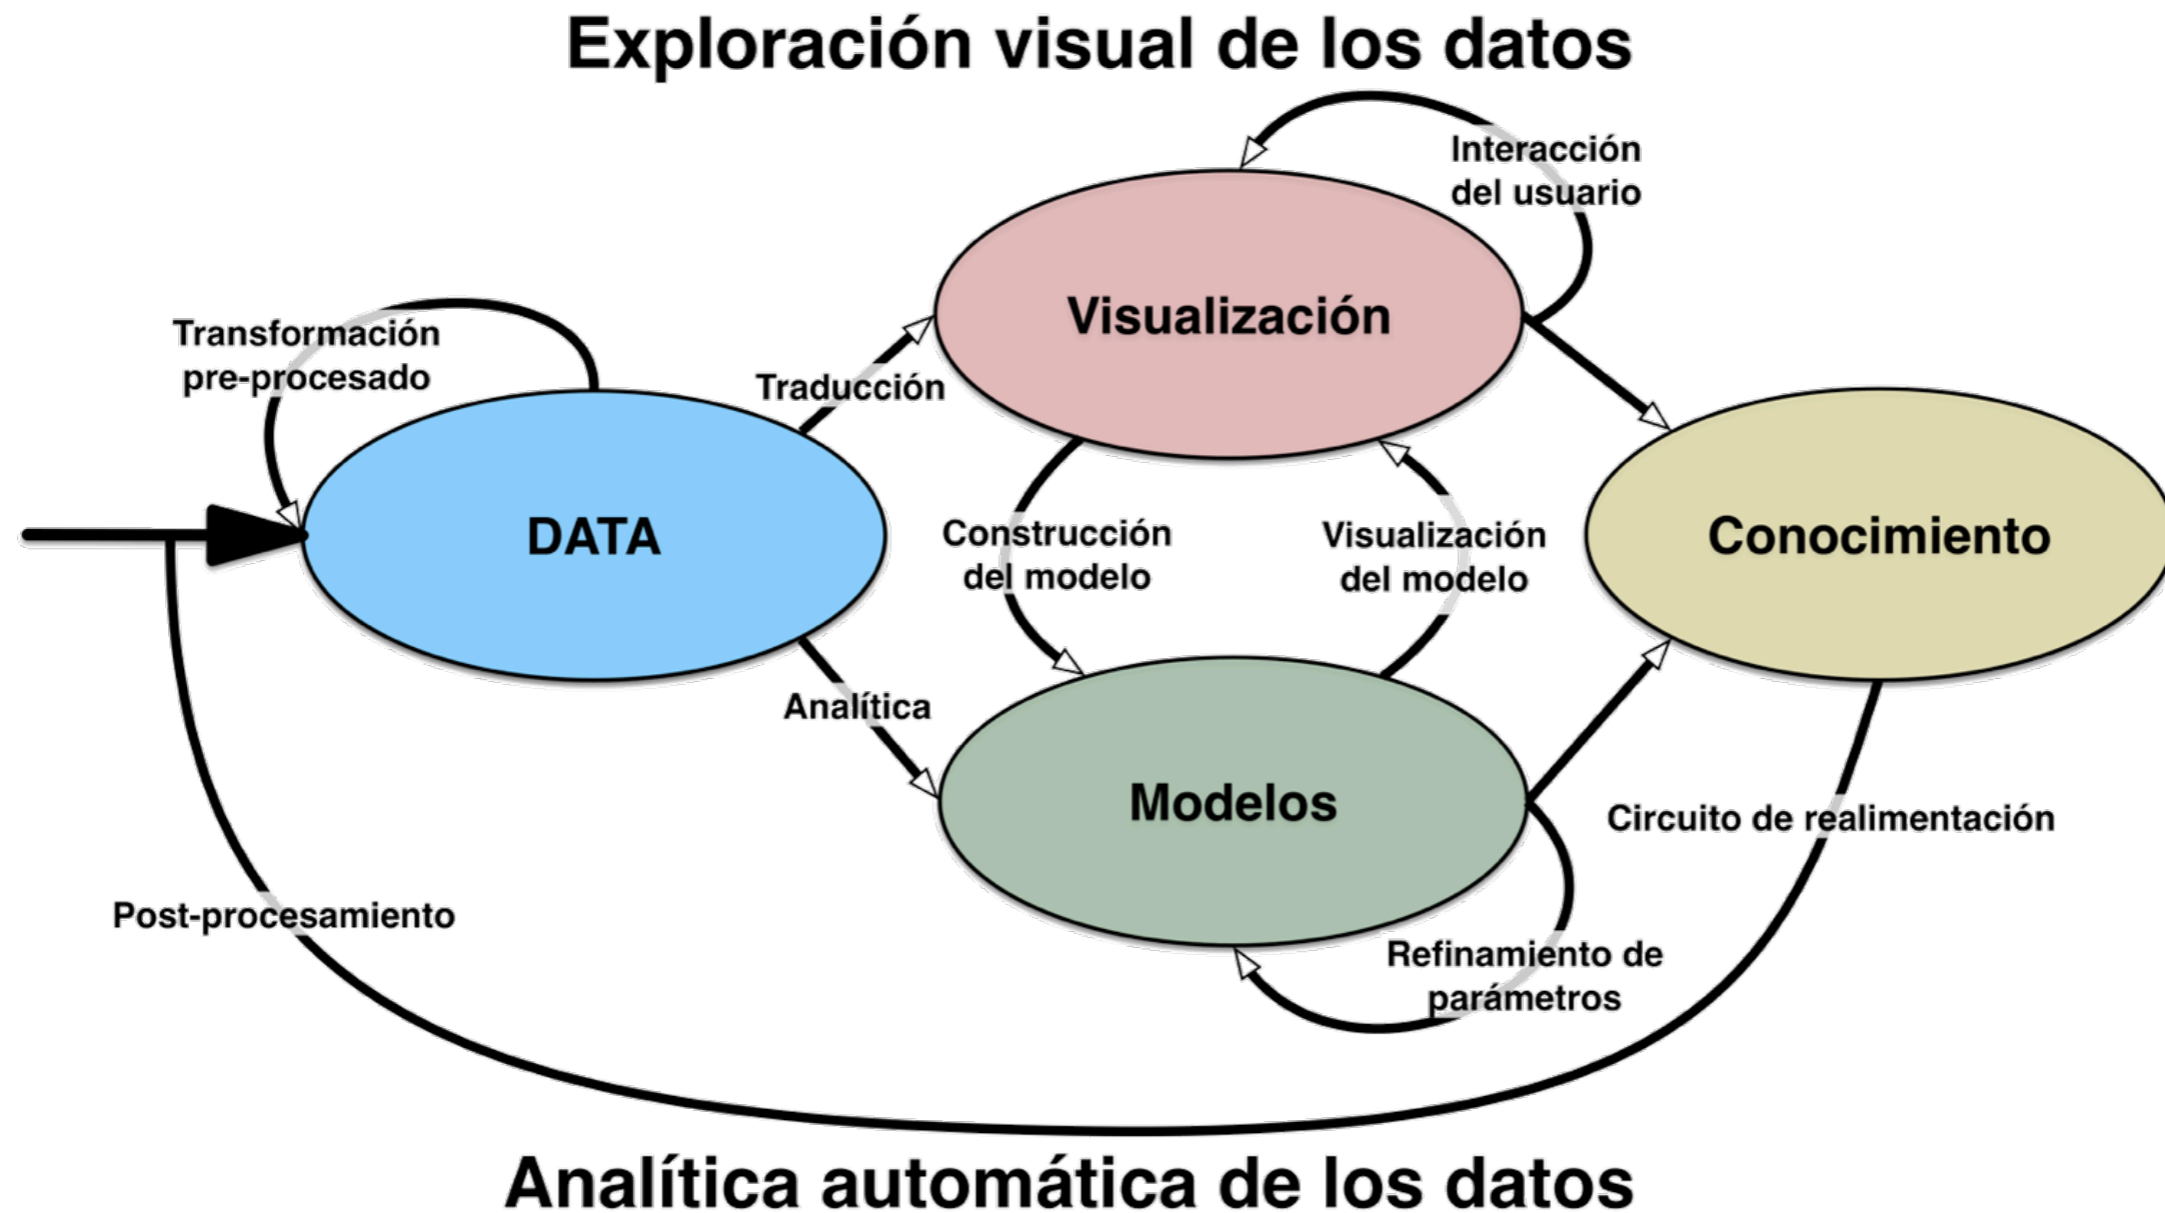 Exploración visual de los datos
Interacción
del usuario
Visualización
Transformación
pre-procesado
Traducción
DATA
Construcción
del modelo
Visualización
del modelo
Conocimiento
Analítica
Modelos
Circuito de realimentación
Post-procesamiento
Refinamiento de
parámetros
Analítica automática de los datos